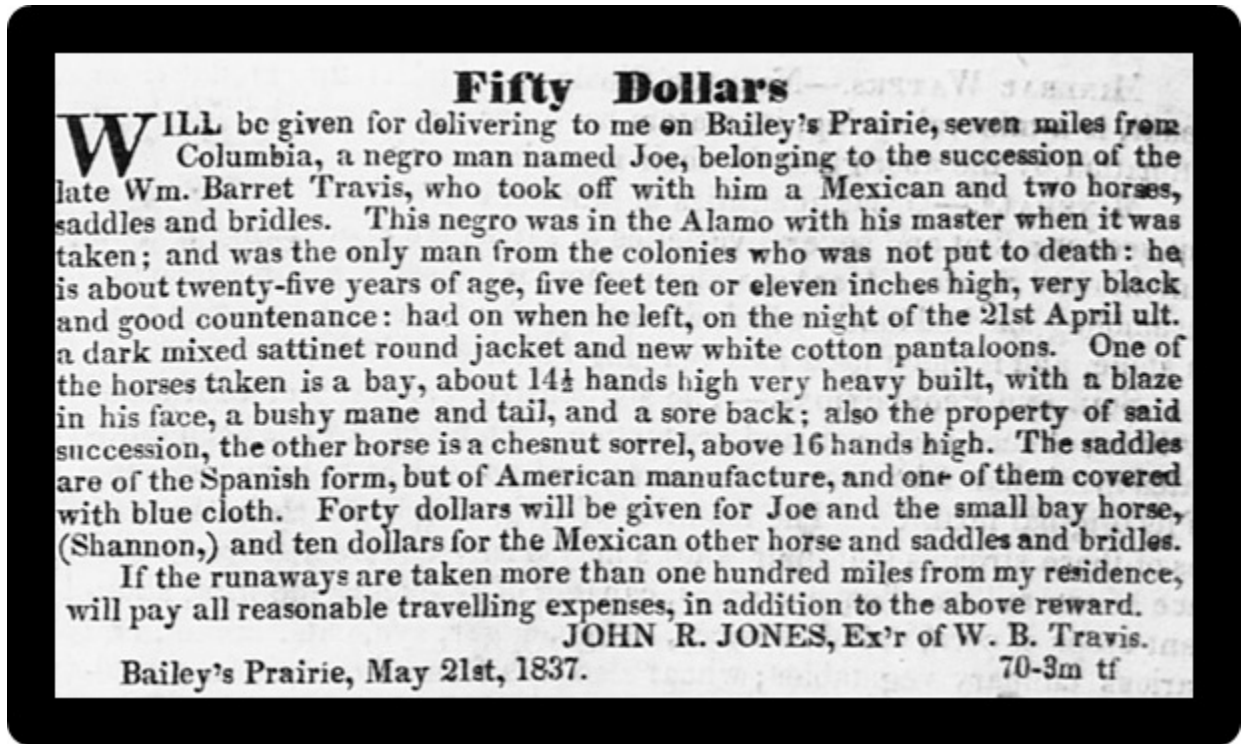 Fifty Dollars
WILL be given for delivering to me on Bailey's Prairie, seven miles from
Columbia, a negro man named Joe, belonging to the succession of the
late Wm. Barret Travis, who took off with him a Mexican and two horses,
saddles and bridles. This negro was in the Alamo with his master when it was
taken; and was the only man from the colonies who was not put to death: he
is about twenty-five years of age, five feet ten or eleven inches high, very black
and good countenance: had on when he left, on the night of the 21st April ult.
a dark mixed sattinet round jacket and new white cotton pantaloons. One of
the horses taken is a bay, about 14½ hands high very heavy built, with a blaze
in his face, a bushy mane and tail, and a sore back; also the property of said
succession, the other horse is a chesnut sorrel, above 16 hands high. The saddles
are of the Spanish form, but of American manufacture, and one of them covered
with blue cloth. Forty dollars will be given for Joe and the small bay horse,
(Shannon,) and ten dollars for the Mexican other horse and saddles and bridles.
If the runaways are taken more than one hundred miles from my residence,
will pay all reasonable travelling expenses, in addition to the above reward.
JOHN R. JONES, Ex'r of W. B. Travis.
Bailey's Prairie, May 21st, 1837. 70-3m tf